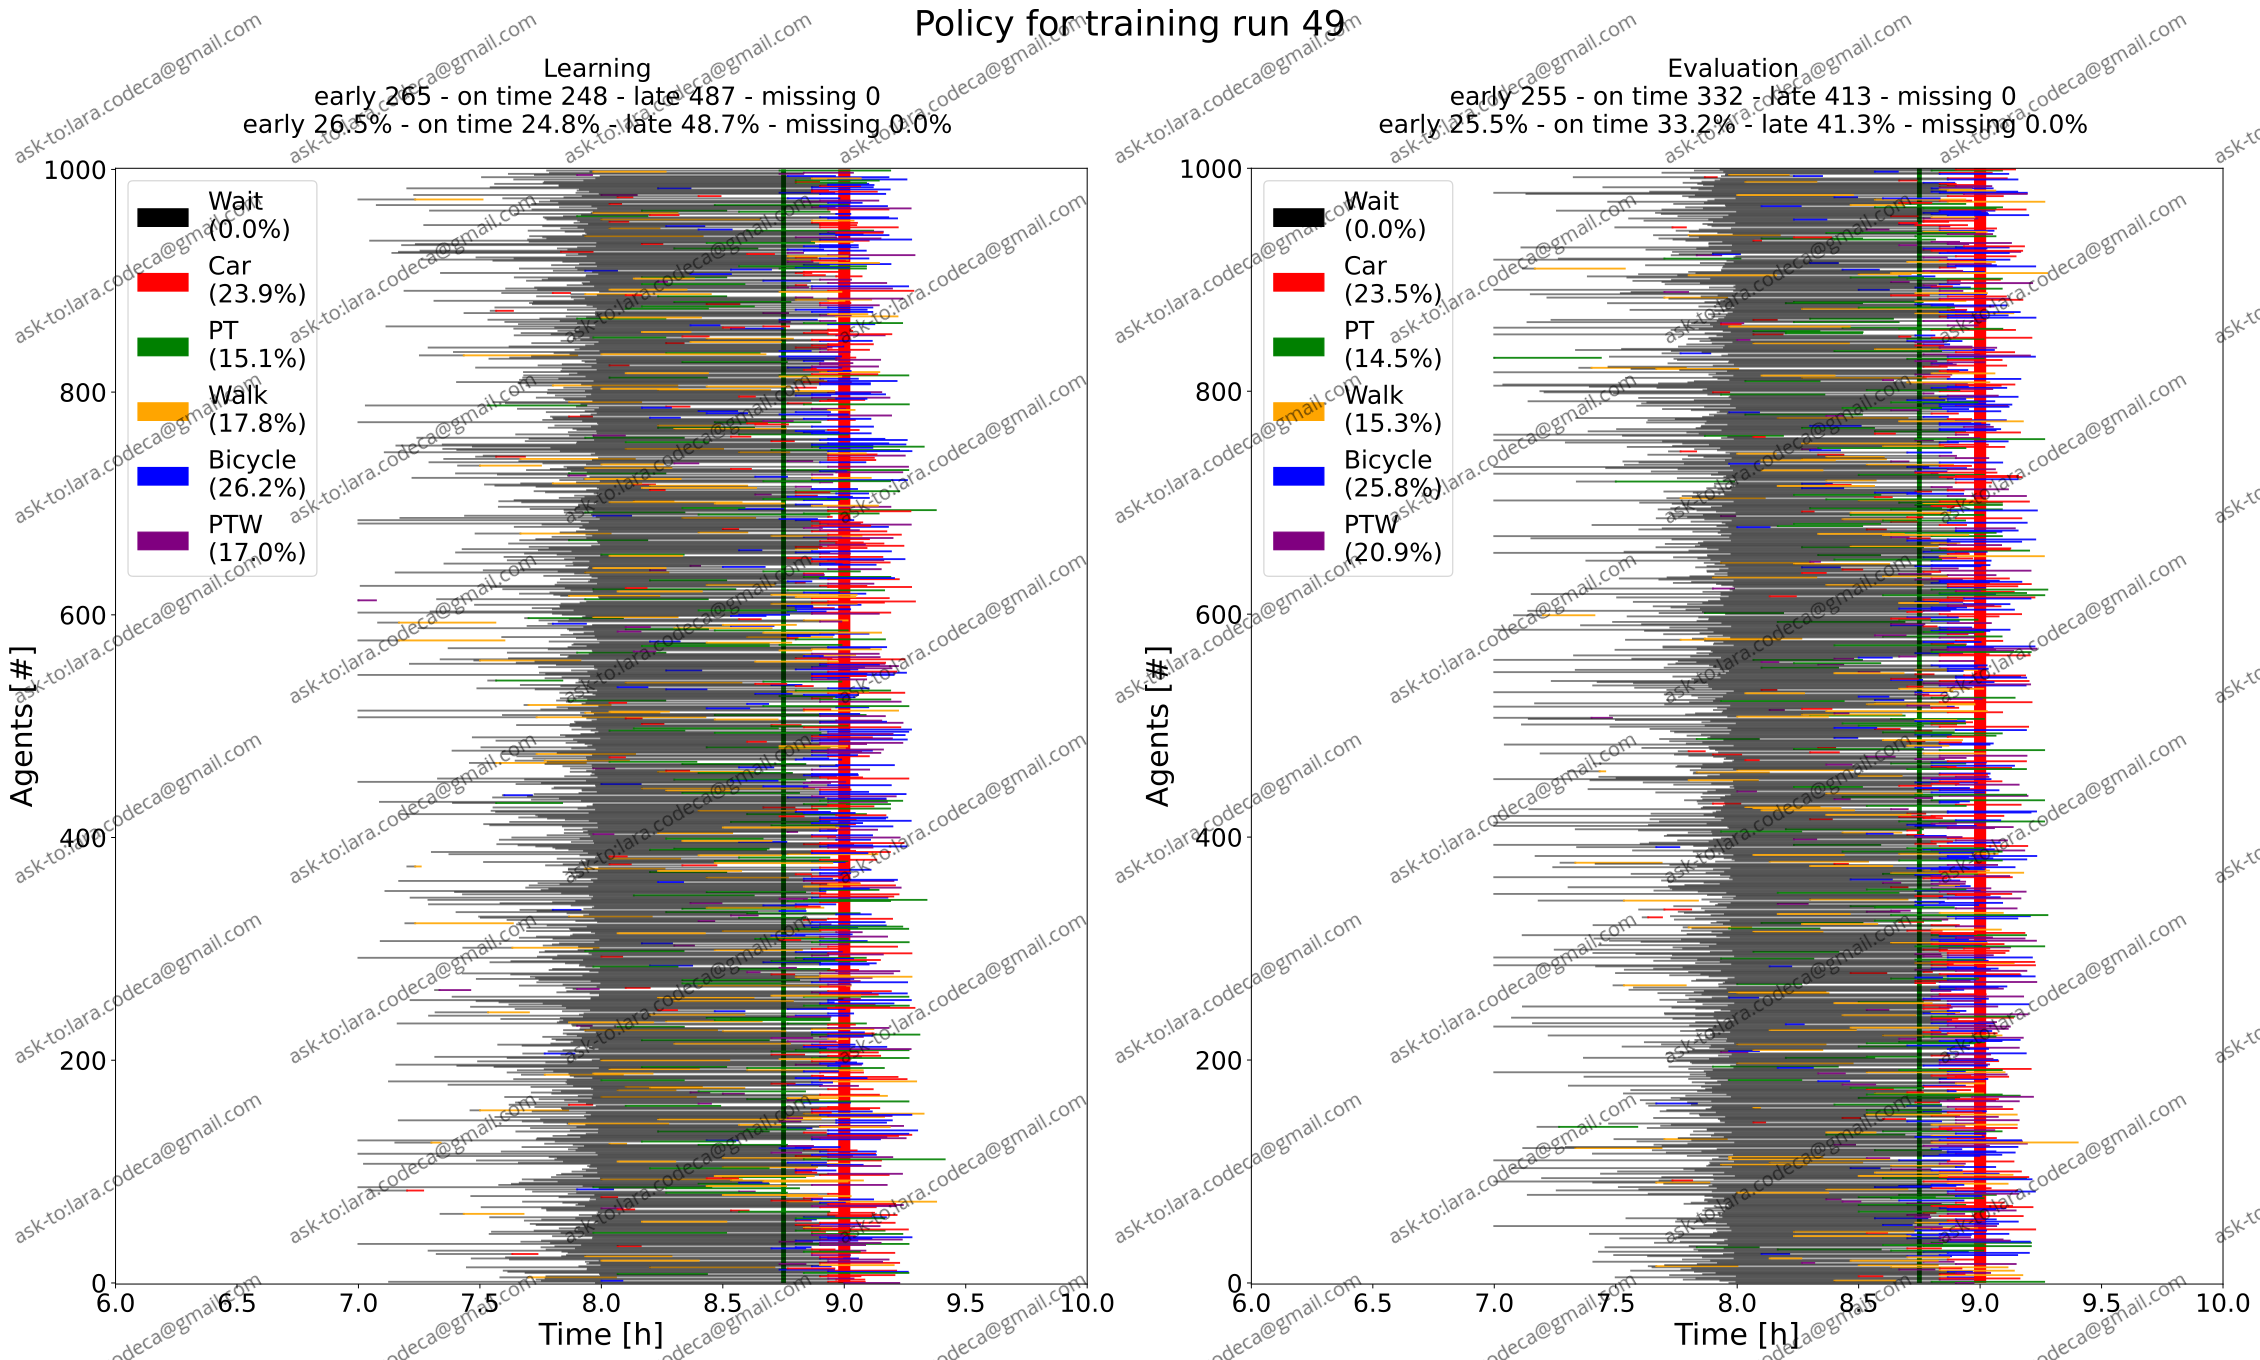 Policy for training run 49
Learning
early 265 - on time 248 - late 487 - missing 0
early 26.5% - on time 24.8% - late 48.7% - missing 0.0%
1000
800
600
400
200
0
Agents [#]
Wait
(0.0%)
Car
(23.9%)
PT
(15.1%)
Walk
(17.8%)
Bicycle
(26.2%)
PTW
(17.0%)
6.0 6.5 7.0 7.5 8.0 8.5 9.0 9.5 10.0
Time [h]
Evaluation
early 255 - on time 332 - late 413 - missing 0
early 25.5% - on time 33.2% - late 41.3% - missing 0.0%
1000
800
600
400
200
0
Agents [#]
Wait
(0.0%)
Car
(23.5%)
PT
(14.5%)
Walk
(15.3%)
Bicycle
(25.8%)
PTW
(20.9%)
6.0 6.5 7.0 7.5 8.0 8.5 9.0 9.5 10.0
Time [h]
ask-to:lara.codeca@gmail.com